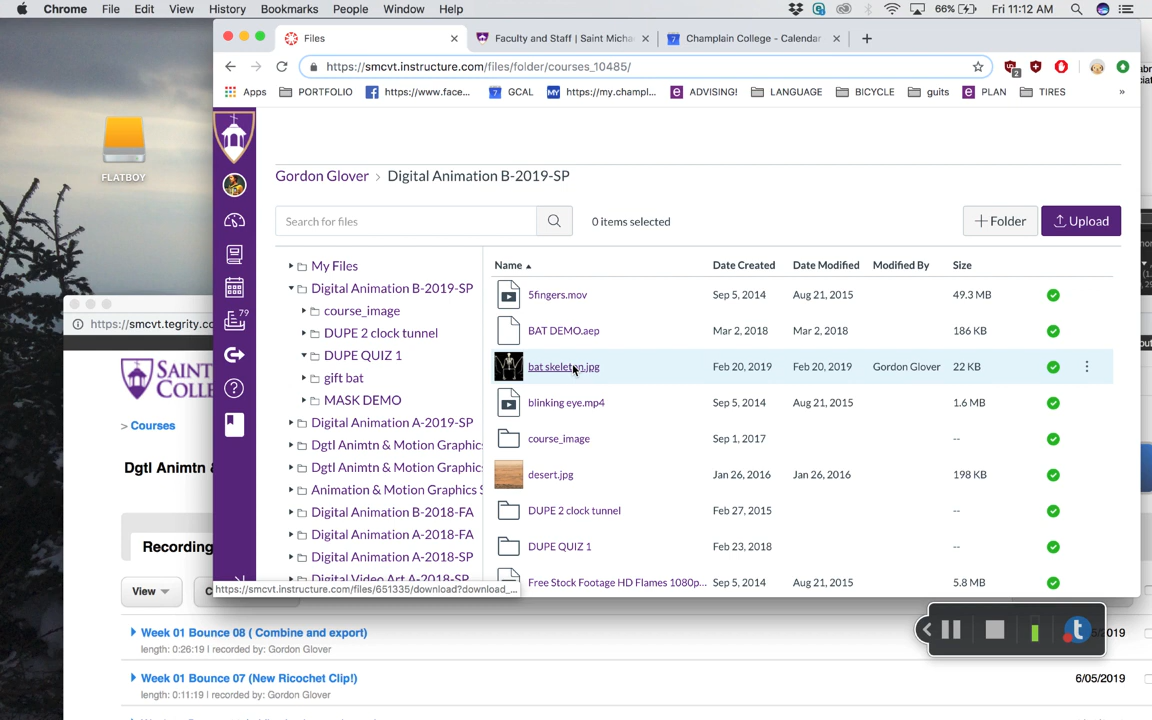 Chrome File Edit View History Bookmarks People Window Help 66% Fri 11:12 AM
Files Faculty and Staff | Saint Micha Champlain College - Calendar
https://smcvt.instructure.com/files/folder/courses_10485/ 2
Apps PORTFOLIO https://www.face... GCAL https://my.champl... ADVISING! LANGUAGE BICYCLE guits PLAN TIRES »
FLATBOY
Gordon Glover > Digital Animation B-2019-SP
Search for files 0 items selected + Folder Upload
Name Date Created Date Modified Modified By Size
My Files
Digital Animation B-2019-SP
course_image
DUPE 2 clock tunnel
DUPE QUIZ 1
gift bat
MASK DEMO
Digital Animation A-2019-SP
Dgtl Animtn & Motion Graphics
Dgtl Animtn & Motion Graphics
Animation & Motion Graphics S
Digital Animation B-2018-FA
Digital Animation A-2018-FA
Digital Animation A-2018-SP
Digital Video Art A-2018-SP
5fingers.mov Sep 5, 2014 Aug 21, 2015 49.3 MB
BAT DEMO.aep Mar 2, 2018 Mar 2, 2018 186 KB
bat skeleton.jpg Feb 20, 2019 Feb 20, 2019 Gordon Glover 22 KB
blinking eye.mp4 Sep 5, 2014 Aug 21, 2015 1.6 MB
course_image Sep 1, 2017 --
desert.jpg Jan 26, 2016 Jan 26, 2016 198 KB
DUPE 2 clock tunnel Feb 27, 2015 --
DUPE QUIZ 1 Feb 23, 2018 --
Free Stock Footage HD Flames 1080p... Sep 5, 2014 Aug 21, 2015 5.8 MB
79
https://smcvt.instructure.com/files/651335/download?download_...
https://smcvt.tegrity.co
SAINT
COLLE
> Courses
Dgtl Animtn &
Recording
View C
Week 01 Bounce 08 ( Combine and export) 5/2019
length: 0:26:19 | recorded by: Gordon Glover
Week 01 Bounce 07 (New Ricochet Clip!) 6/05/2019
length: 0:11:19 | recorded by: Gordon Glover